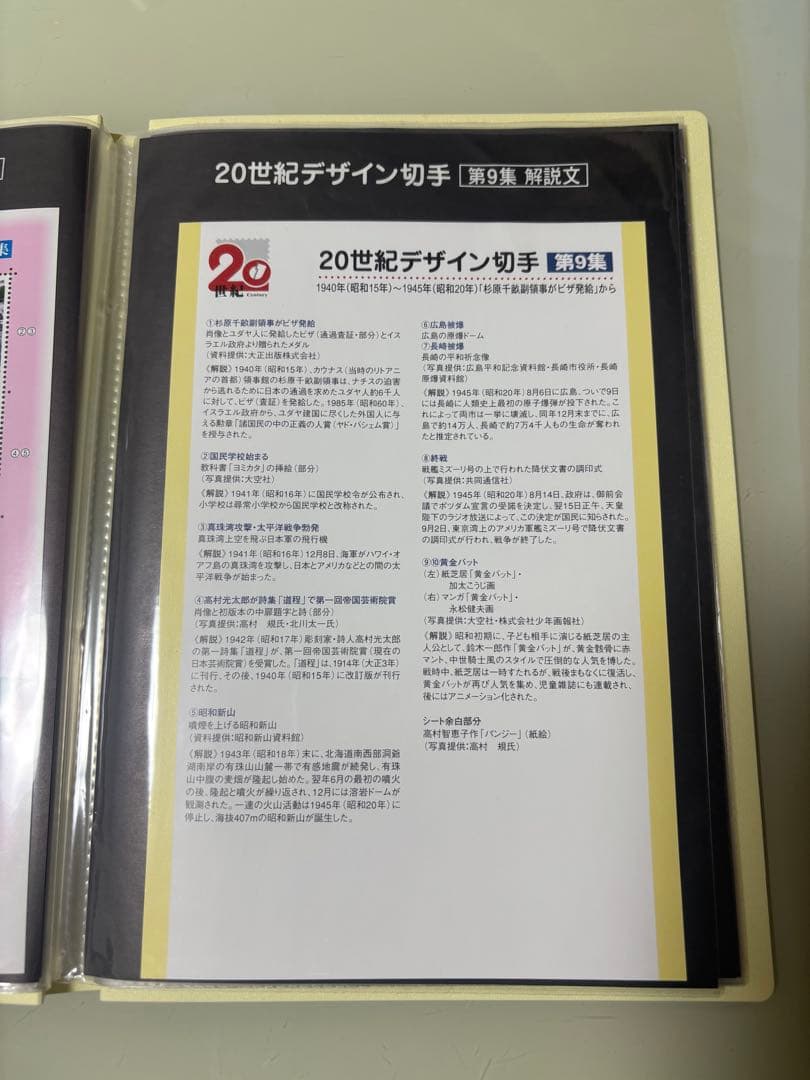 集
②③
④⑤
20世紀デザイン切手 第9集 解説文
20世紀 Century
20世紀デザイン切手 第9集
1940年(昭和15年)～1945年(昭和20年)「杉原千畝副領事がビザ発給」から
①杉原千畝副領事がビザ発給
肖像とユダヤ人に発給したビザ(通過査証・部分)とイス
ラエル政府より贈られたメダル
(資料提供:大正出版株式会社)
〈解説〉1940年(昭和15年)、カウナス(当時のリトアニ
アの首都)領事館の杉原千畝副領事は、ナチスの迫害
から逃れるために日本の通過を求めたユダヤ人約6千人
に対して、ビザ(査証)を発給した。1985年(昭和60年)、
イスラエル政府から、ユダヤ建国に尽くした外国人に与
える勲章「諸国民の中の正義の人賞(ヤド・バシェム賞)」
を授与された。
②国民学校始まる
教科書「ヨミカタ」の挿絵(部分)
(写真提供:大空社)
〈解説〉1941年(昭和16年)に国民学校令が公布され、
小学校は尋常小学校から国民学校と改称された。
③真珠湾攻撃・太平洋戦争勃発
真珠湾上空を飛ぶ日本軍の飛行機
〈解説〉1941年(昭和16年)12月8日、海軍がハワイ・オ
アフ島の真珠湾を攻撃し、日本とアメリカなどとの間の太
平洋戦争が始まった。
④高村光太郎が詩集「道程」で第一回帝国芸術院賞
肖像と初版本の中扉題字と詩(部分)
(写真提供:高村 規氏・北川太一氏)
〈解説〉1942年(昭和17年)彫刻家・詩人高村光太郎
の第一詩集「道程」が、第一回帝国芸術院賞(現在の
日本芸術院賞)を受賞した。「道程」は、1914年(大正3年)
に刊行、その後、1940年(昭和15年)に改訂版が刊行
された。
⑤昭和新山
噴煙を上げる昭和新山
(資料提供:昭和新山資料館)
〈解説〉1943年(昭和18年)末に、北海道南西部洞爺
湖南岸の有珠山山麓一帯で有感地震が続発し、有珠
山中腹の麦畑が隆起し始めた。翌年6月の最初の噴火
の後、隆起と噴火が繰り返され、12月には溶岩ドームが
観測された。一連の火山活動は1945年(昭和20年)に
停止し、海抜407mの昭和新山が誕生した。
⑥広島被爆
広島の原爆ドーム
⑦長崎被爆
長崎の平和祈念像
(写真提供:広島平和記念資料館・長崎市役所・長崎
原爆資料館)
〈解説〉1945年(昭和20年)8月6日に広島、ついで9日
には長崎に人類史上最初の原子爆弾が投下された。こ
れによって両市は一挙に壊滅し、同年12月末までに、広
島で約14万人、長崎で約7万4千人もの生命が奪われ
たと推定されている。
⑧終戦
戦艦ミズーリ号の上で行われた降伏文書の調印式
(写真提供:共同通信社)
〈解説〉1945年(昭和20年)8月14日、政府は、御前会
議でポツダム宣言の受諾を決定し、翌15日正午、天皇
陛下のラジオ放送によって、この決定が国民に知らされた。
9月2日、東京湾上のアメリカ軍艦ミズーリ号で降伏文書
の調印式が行われ、戦争が終了した。
⑨⑩黄金バット
(左)紙芝居「黄金バット」・
加太こうじ画
(右)マンガ「黄金バット」・
永松健夫画
(写真提供:大空社・株式会社少年画報社)
〈解説〉昭和初期に、子ども相手に演じる紙芝居の主
人公として、鈴木一郎作「黄金バット」が、黄金骸骨に赤
マント、中世騎士風のスタイルで圧倒的な人気を博した。
戦時中、紙芝居は一時すたれるが、戦後まもなくに復活し、
黄金バットが再び人気を集め、児童雑誌にも連載され、
後にはアニメーション化された。
シート余白部分
高村智恵子作「パンジー」(紙絵)
(写真提供:高村 規氏)